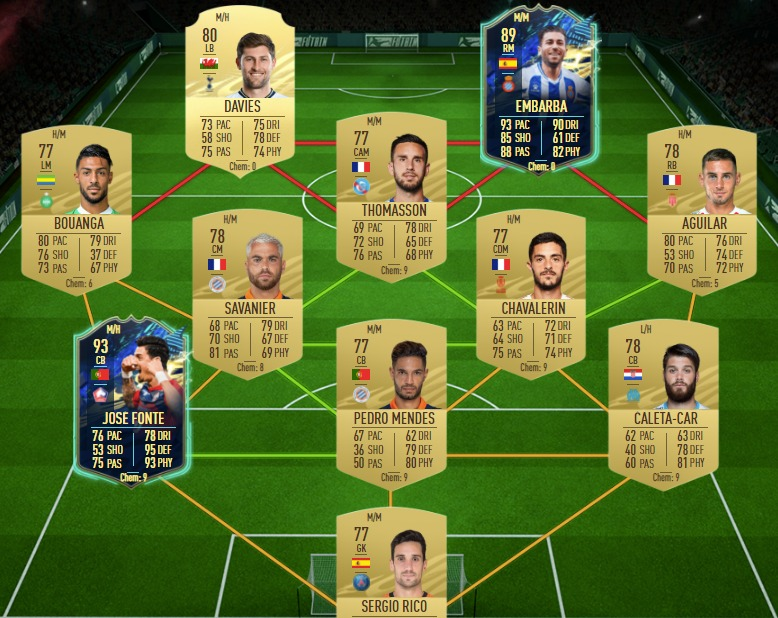 M/H
80
LB
DAVIES
73 PAC 75 DRI
58 SHO 78 DEF
75 PAS 74 PHY
Chem: 0
M/M
89
RM
EMBARBA
93 PAC 90 DRI
85 SHO 61 DEF
88 PAS 82 PHY
Chem: 0
H/M
77
LM
BOUANGA
80 PAC 79 DRI
76 SHO 37 DEF
73 PAS 67 PHY
Chem: 6
M/M
77
CAM
THOMASSON
69 PAC 78 DRI
72 SHO 65 DEF
76 PAS 68 PHY
Chem: 9
H/M
78
RB
AGUILAR
80 PAC 76 DRI
53 SHO 74 DEF
70 PAS 72 PHY
Chem: 5
H/M
78
CM
SAVANIER
68 PAC 79 DRI
70 SHO 67 DEF
81 PAS 69 PHY
Chem: 8
H/M
77
CDM
CHAVALERIN
63 PAC 72 DRI
64 SHO 71 DEF
75 PAS 74 PHY
Chem: 9
M/H
93
CB
JOSÉ FONTE
76 PAC 78 DRI
53 SHO 95 DEF
75 PAS 93 PHY
Chem: 9
M/M
77
CB
PEDRO MENDES
67 PAC 62 DRI
36 SHO 79 DEF
50 PAS 80 PHY
Chem: 9
L/H
78
CB
CALETA-CAR
62 PAC 63 DRI
40 SHO 78 DEF
60 PAS 81 PHY
Chem: 9
M/M
77
GK
SERGIO RICO